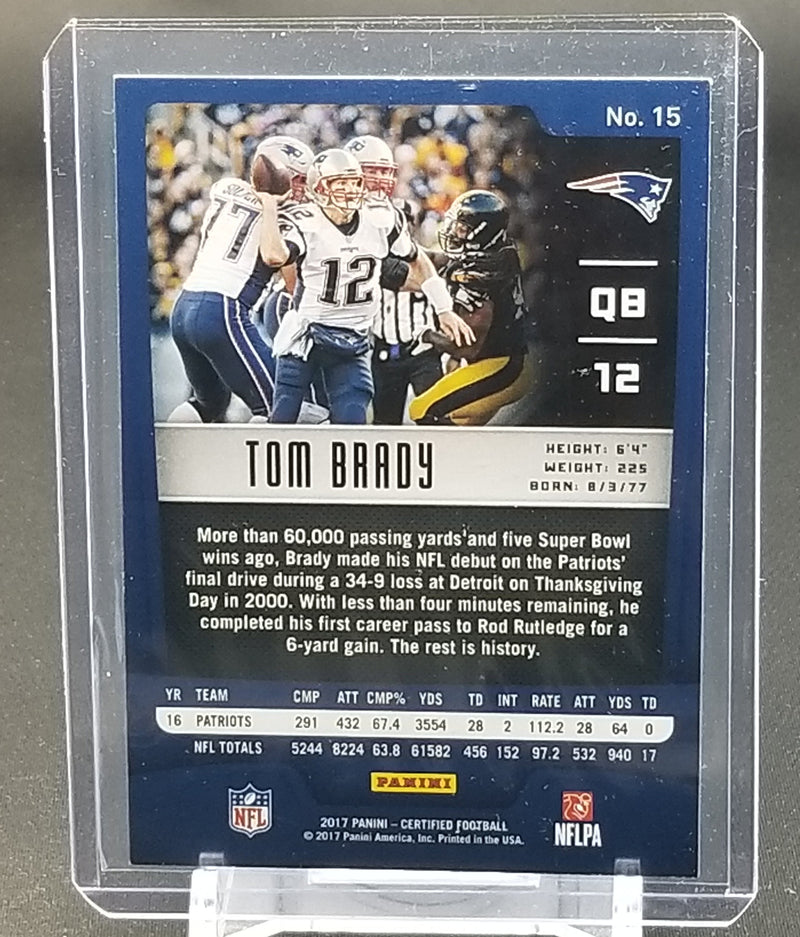 No. 15
77
12
12
QB
12
TOM BRADY
HEIGHT: 6'4"
WEIGHT: 225
BORN: 8/3/77
More than 60,000 passing yards and five Super Bowl
wins ago, Brady made his NFL debut on the Patriots'
final drive during a 34-9 loss at Detroit on Thanksgiving
Day in 2000. With less than four minutes remaining, he
completed his first career pass to Rod Rutledge for a
6-yard gain. The rest is history.
YR TEAM CMP ATT CMP% YDS TD INT RATE ATT YDS TD
16 PATRIOTS 291 432 67.4 3554 28 2 112.2 28 64 0
NFL TOTALS 5244 8224 63.8 61582 456 152 97.2 532 940 17
PANINI
NFL
2017 PANINI – CERTIFIED FOOTBALL
© 2017 Panini America, Inc. Printed in the USA.
NFLPA